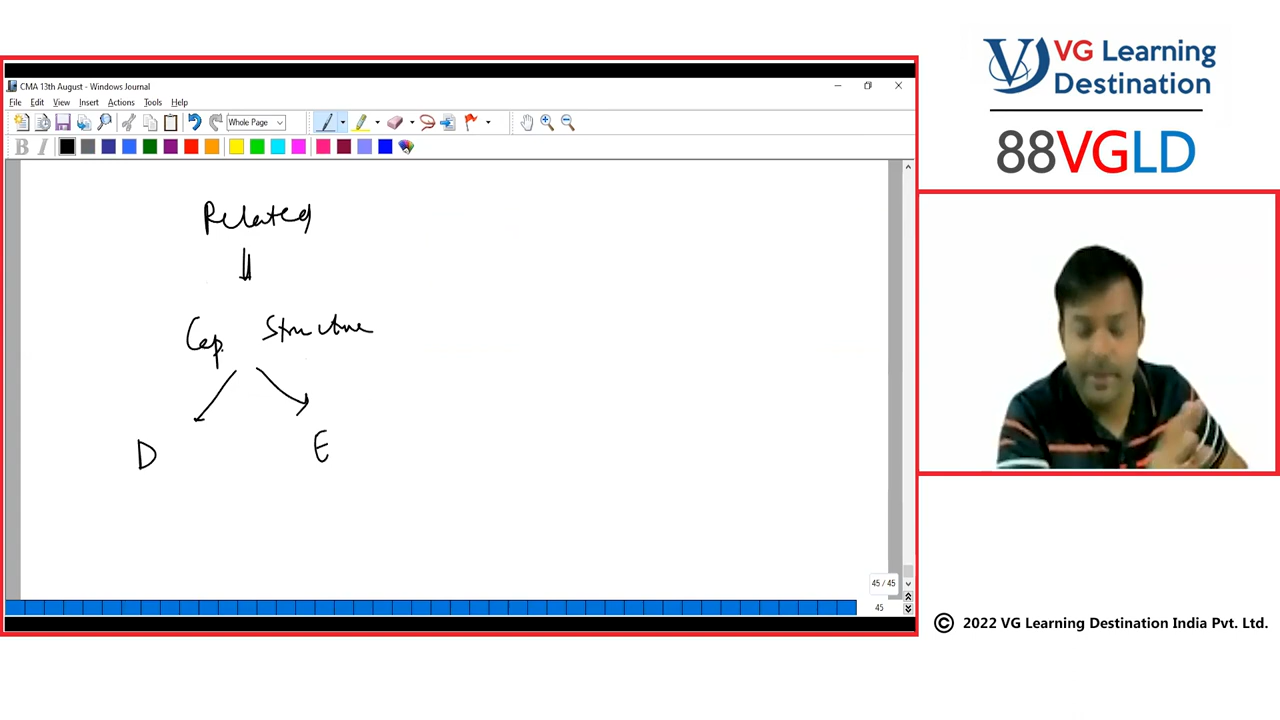 CMA 13th August - Windows Journal
File Edit View Insert Actions Tools Help
Whole Page
B I
Related
Cap. Structure
D E
45 / 45
45
VG Learning
Destination
88VGLD
© 2022 VG Learning Destination India Pvt. Ltd.